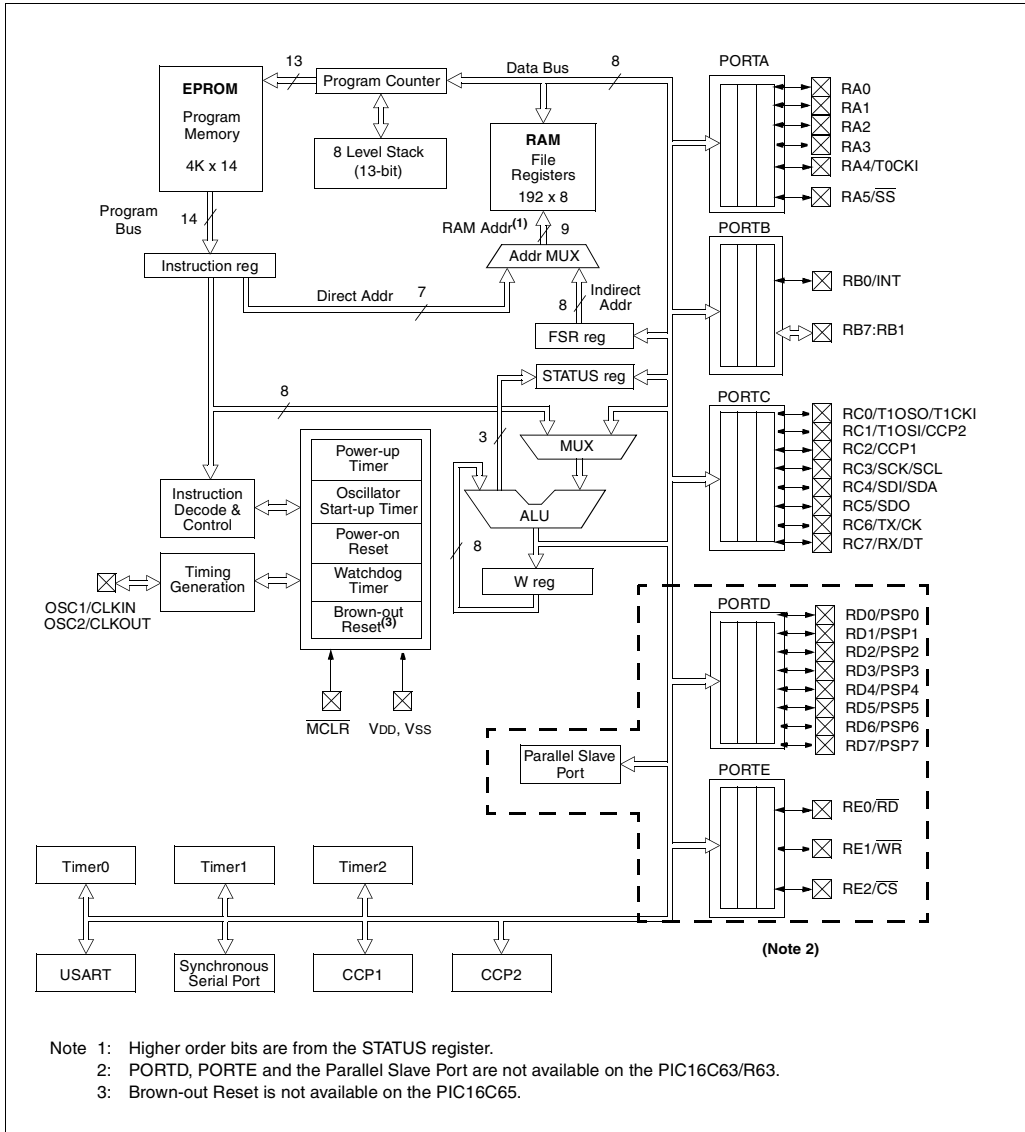 EPROM
Program
Memory
4K x 14
13
Program Counter
Data Bus
8
8 Level Stack
(13-bit)
RAM
File
Registers
192 x 8
Program
Bus
14
RAM Addr(1)
9
Addr MUX
Instruction reg
Direct Addr
7
8
Indirect
Addr
FSR reg
STATUS reg
8
3
MUX
Power-up
Timer
Oscillator
Start-up Timer
Power-on
Reset
Watchdog
Timer
Brown-out
Reset(3)
Instruction
Decode &
Control
Timing
Generation
OSC1/CLKIN
OSC2/CLKOUT
ALU
8
W reg
MCLR
VDD, VSS
Parallel Slave
Port
PORTA
RA0
RA1
RA2
RA3
RA4/T0CKI
RA5/SS
PORTB
RB0/INT
RB7:RB1
PORTC
RC0/T1OSO/T1CKI
RC1/T1OSI/CCP2
RC2/CCP1
RC3/SCK/SCL
RC4/SDI/SDA
RC5/SDO
RC6/TX/CK
RC7/RX/DT
PORTD
RD0/PSP0
RD1/PSP1
RD2/PSP2
RD3/PSP3
RD4/PSP4
RD5/PSP5
RD6/PSP6
RD7/PSP7
PORTE
RE0/RD
RE1/WR
RE2/CS
(Note 2)
Timer0
Timer1
Timer2
USART
Synchronous
Serial Port
CCP1
CCP2
Note 1: Higher order bits are from the STATUS register.
2: PORTD, PORTE and the Parallel Slave Port are not available on the PIC16C63/R63.
3: Brown-out Reset is not available on the PIC16C65.